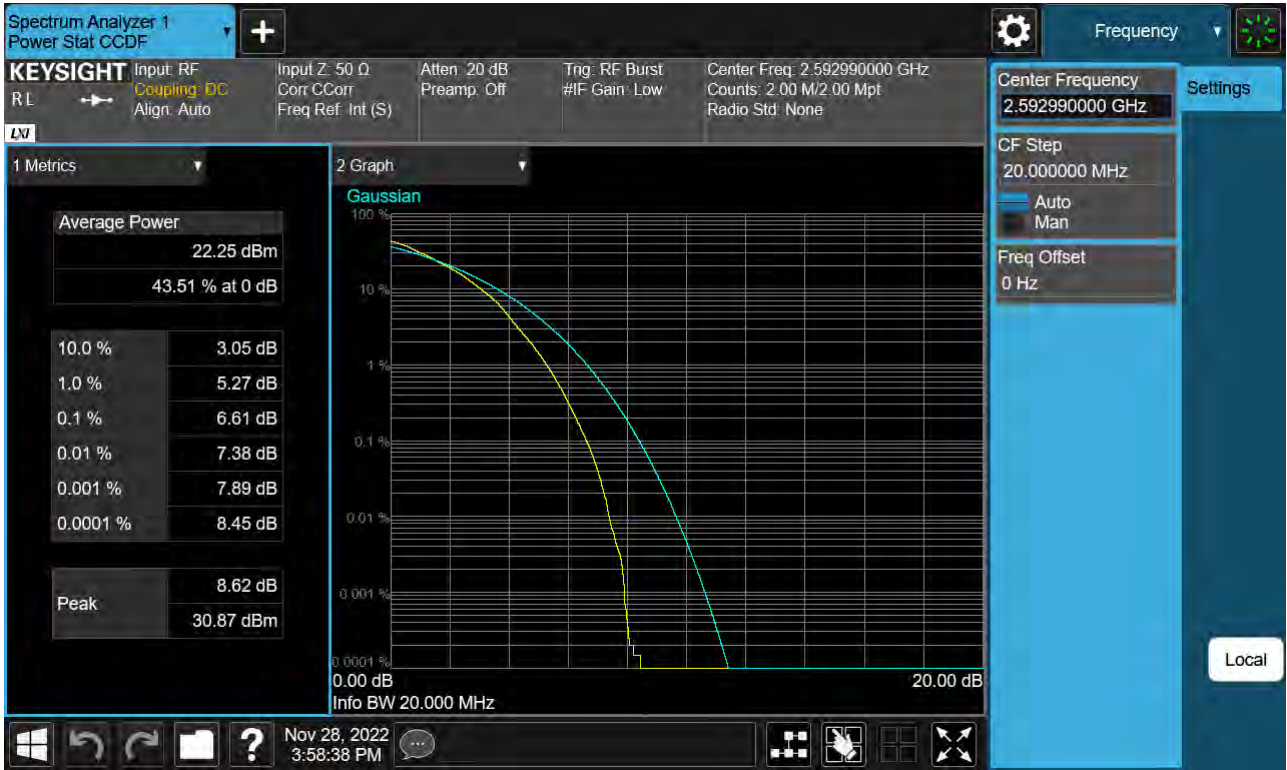 Spectrum Analyzer 1
Power Stat CCDF
Frequency
KEYSIGHT
RL
LXI
Input: RF
Coupling: DC
Align: Auto
Input Z: 50 Ω
Corr CCorr
Freq Ref: Int (S)
Atten: 20 dB
Preamp: Off
Trig: RF Burst
#IF Gain: Low
Center Freq: 2.592990000 GHz
Counts: 2.00 M/2.00 Mpt
Radio Std: None
Center Frequency
2.592990000 GHz
Settings
CF Step
20.000000 MHz
Auto
Man
Freq Offset
0 Hz
Local
1 Metrics
Average Power
22.25 dBm
43.51 % at 0 dB
10.0 % 3.05 dB
1.0 % 5.27 dB
0.1 % 6.61 dB
0.01 % 7.38 dB
0.001 % 7.89 dB
0.0001 % 8.45 dB
Peak
8.62 dB
30.87 dBm
2 Graph
Gaussian
100 %
10 %
1 %
0.1 %
0.01 %
0.001 %
0.0001 %
0.00 dB 20.00 dB
Info BW 20.000 MHz
?
Nov 28, 2022
3:58:38 PM